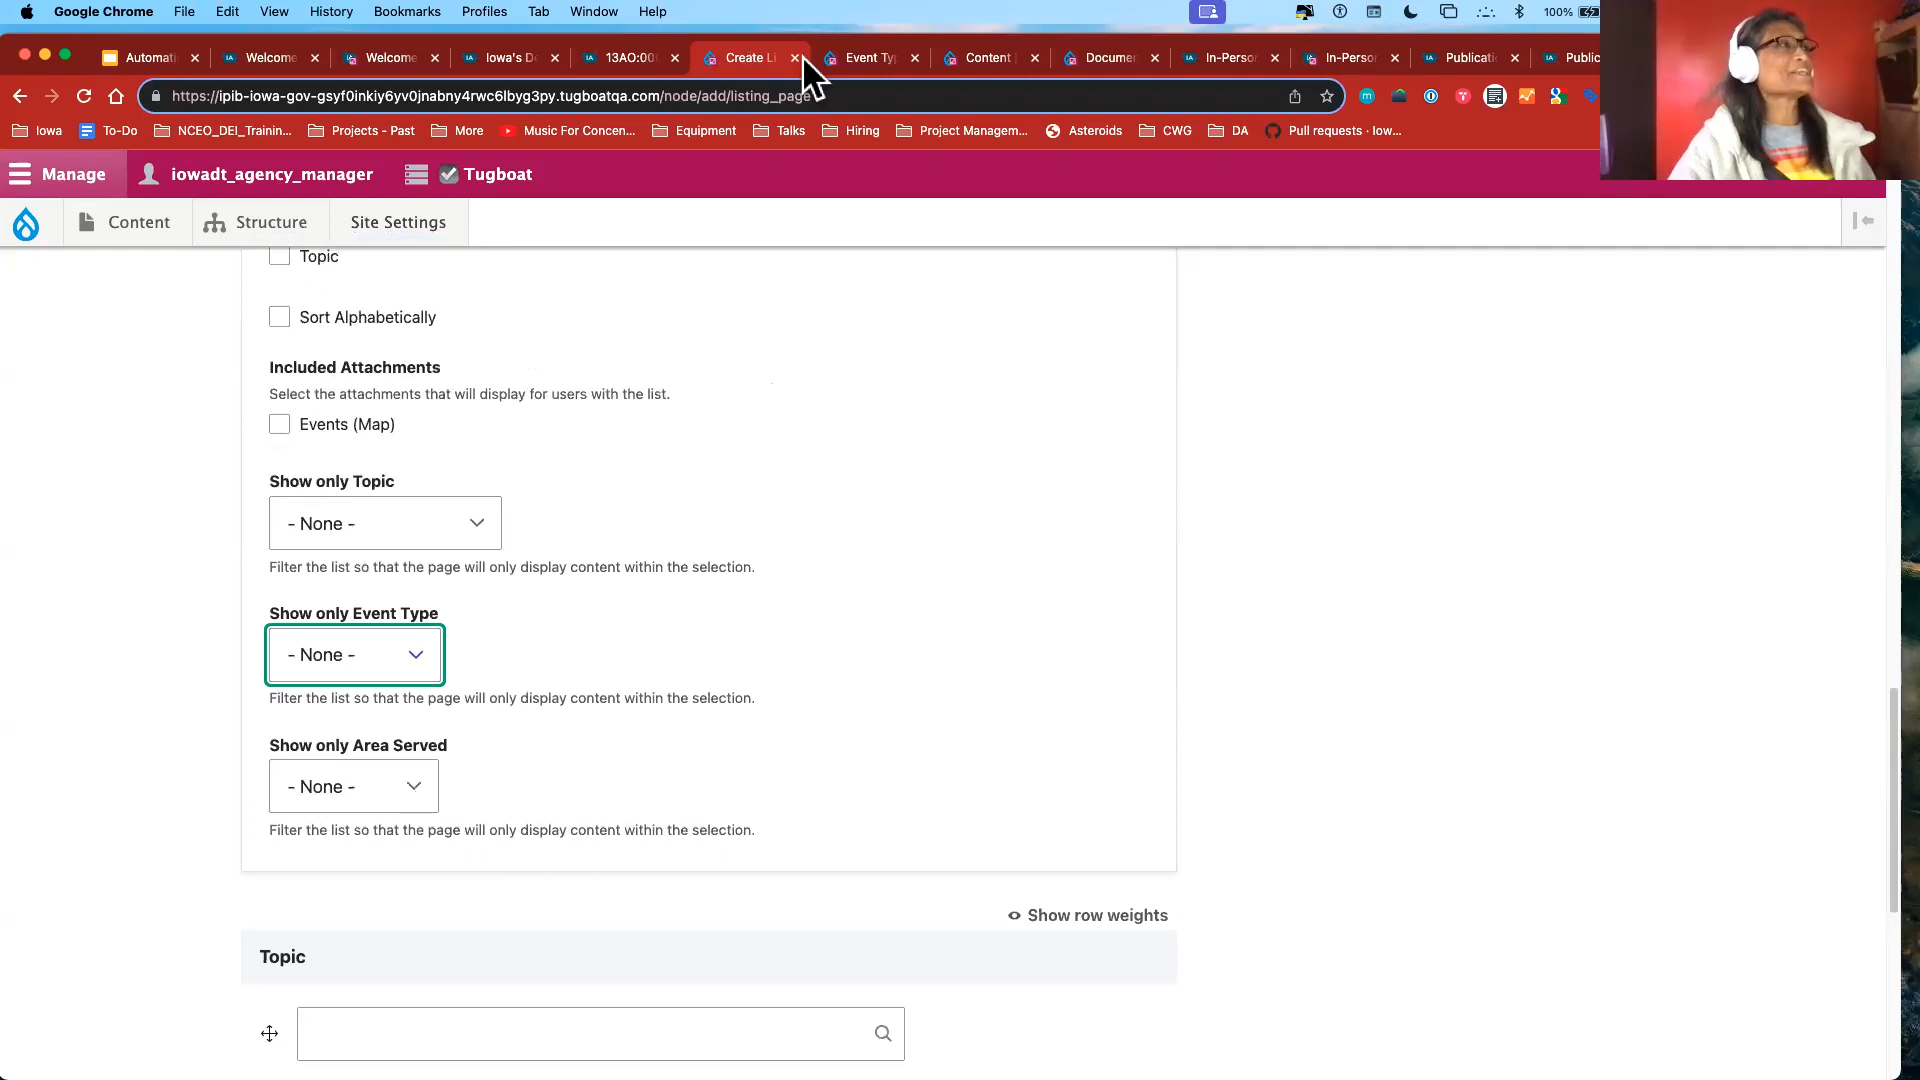 Google Chrome File Edit View History Bookmarks Profiles Tab Window Help 100%
Automati Welcome Welcome Iowa's De 13AO:00 Create Li Event Typ Content Documen In-Person In-Person Publicati Public
https://ipib-iowa-gov-gsyf0inkiy6yv0jnabny4rwc6lbyg3py.tugboatqa.com/node/add/listing_page
Iowa To-Do NCEO_DEI_Trainin... Projects - Past More Music For Concen... Equipment Talks Hiring Project Managem... Asteroids CWG DA Pull requests · Iow...
Manage iowadt_agency_manager Tugboat
Content Structure Site Settings
Topic
Sort Alphabetically
Included Attachments
Select the attachments that will display for users with the list.
Events (Map)
Show only Topic
- None -
Filter the list so that the page will only display content within the selection.
Show only Event Type
- None -
Filter the list so that the page will only display content within the selection.
Show only Area Served
- None -
Filter the list so that the page will only display content within the selection.
Show row weights
Topic